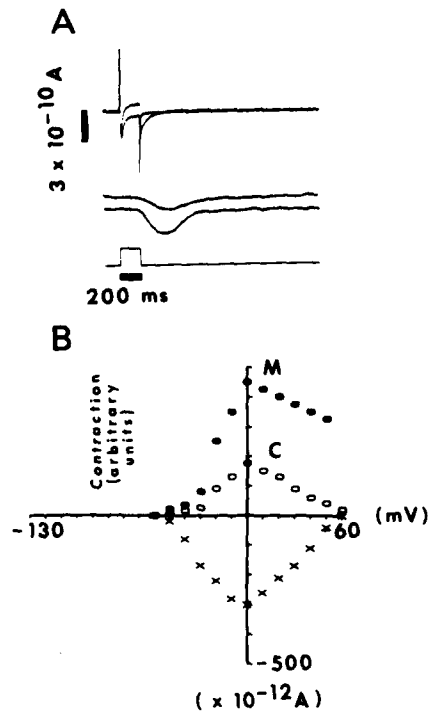 A
3 x 10⁻¹⁰A
200 ms
B
Contraction
(arbitrary
units)
M
C
-130
60
(mV)
-500
( x 10⁻¹²A)